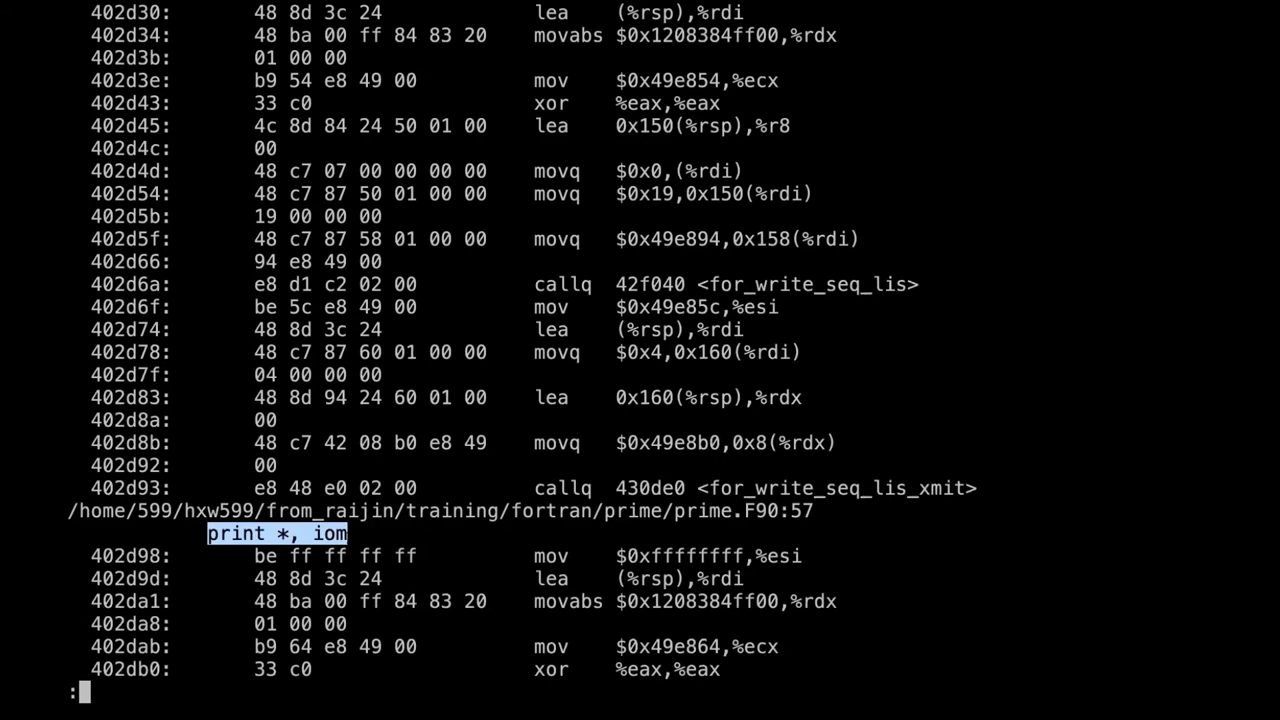 402d30: 48 8d 3c 24 lea (%rsp),%rdi
402d34: 48 ba 00 ff 84 83 20 movabs $0x1208384ff00,%rdx
402d3b: 01 00 00
402d3e: b9 54 e8 49 00 mov $0x49e854,%ecx
402d43: 33 c0 xor %eax,%eax
402d45: 4c 8d 84 24 50 01 00 lea 0x150(%rsp),%r8
402d4c: 00
402d4d: 48 c7 07 00 00 00 00 movq $0x0,(%rdi)
402d54: 48 c7 87 50 01 00 00 movq $0x19,0x150(%rdi)
402d5b: 19 00 00 00
402d5f: 48 c7 87 58 01 00 00 movq $0x49e894,0x158(%rdi)
402d66: 94 e8 49 00
402d6a: e8 d1 c2 02 00 callq 42f040 <for_write_seq_lis>
402d6f: be 5c e8 49 00 mov $0x49e85c,%esi
402d74: 48 8d 3c 24 lea (%rsp),%rdi
402d78: 48 c7 87 60 01 00 00 movq $0x4,0x160(%rdi)
402d7f: 04 00 00 00
402d83: 48 8d 94 24 60 01 00 lea 0x160(%rsp),%rdx
402d8a: 00
402d8b: 48 c7 42 08 b0 e8 49 movq $0x49e8b0,0x8(%rdx)
402d92: 00
402d93: e8 48 e0 02 00 callq 430de0 <for_write_seq_lis_xmit>
/home/599/hxw599/from_raijin/training/fortran/prime/prime.F90:57
print *, iom
402d98: be ff ff ff ff mov $0xffffffff,%esi
402d9d: 48 8d 3c 24 lea (%rsp),%rdi
402da1: 48 ba 00 ff 84 83 20 movabs $0x1208384ff00,%rdx
402da8: 01 00 00
402dab: b9 64 e8 49 00 mov $0x49e864,%ecx
402db0: 33 c0 xor %eax,%eax
: